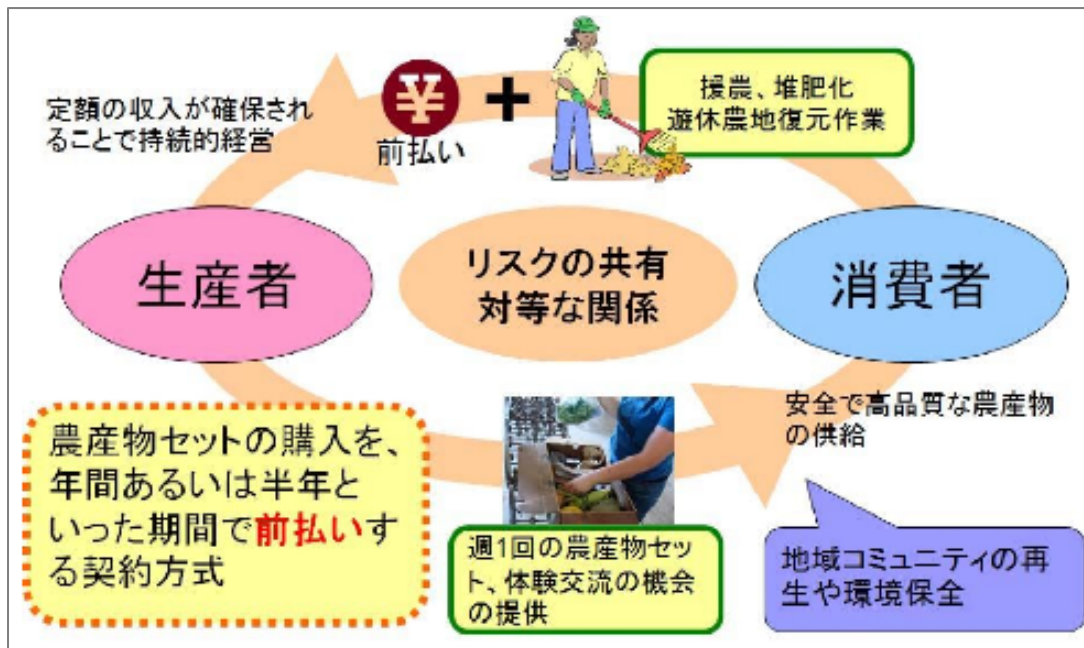 定額の収入が確保され
ることで持続的経営
¥
前払い
+
援農、堆肥化
遊休農地復元作業
生産者
リスクの共有
対等な関係
消費者
農産物セットの購入を、
年間あるいは半年と
いった期間で前払いす
る契約方式
週1回の農産物セッ
ト、体験交流の機会
の提供
安全で高品質な農産物
の供給
地域コミュニティの再
生や環境保全